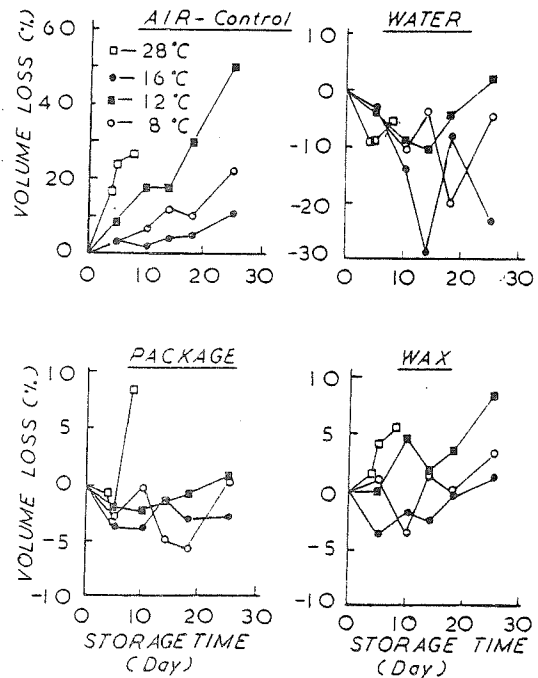 AIR-Control
VOLUME LOSS (%)
60
50
40
20
0
0 10 20 30
28°C
16°C
12°C
8°C
WATER
10
0
-10
-20
-30
0 10 20 30
PACKAGE
VOLUME LOSS (%)
10
5
0
-5
-10
0 10 20 30
STORAGE TIME
(Day)
WAX
10
5
0
-5
-10
0 10 20 30
STORAGE TIME
(Day)